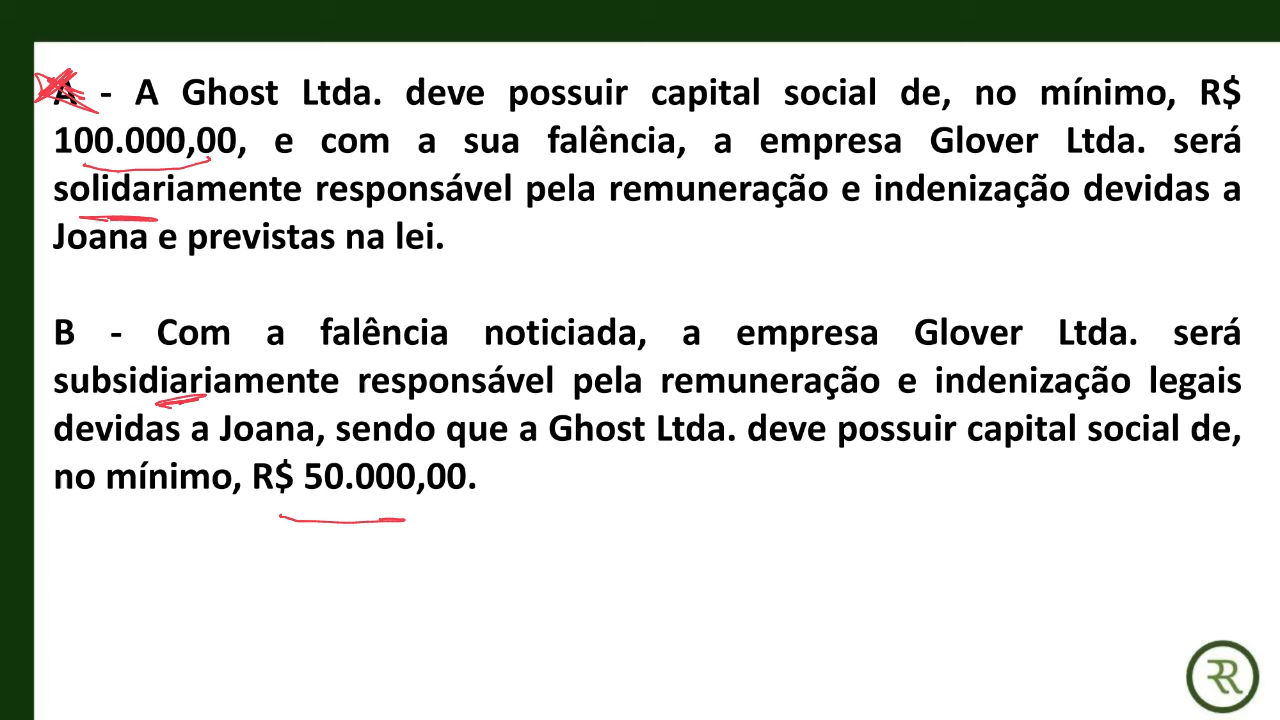 A - A Ghost Ltda. deve possuir capital social de, no mínimo, R$
100.000,00, e com a sua falência, a empresa Glover Ltda. será
solidariamente responsável pela remuneração e indenização devidas a
Joana e previstas na lei.
B - Com a falência noticiada, a empresa Glover Ltda. será
subsidiariamente responsável pela remuneração e indenização legais
devidas a Joana, sendo que a Ghost Ltda. deve possuir capital social de,
no mínimo, R$ 50.000,00.